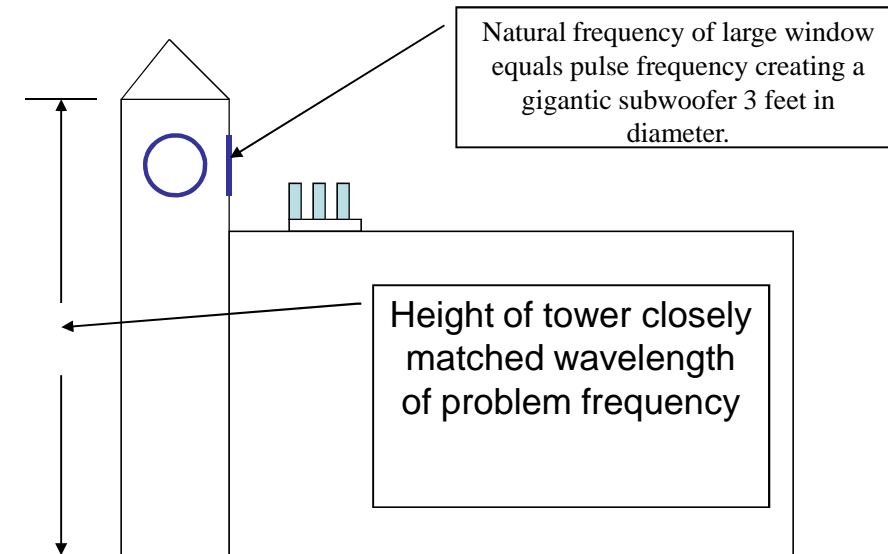 Natural frequency of large window
equals pulse frequency creating a
gigantic subwoofer 3 feet in
diameter.
Height of tower closely
matched wavelength
of problem frequency